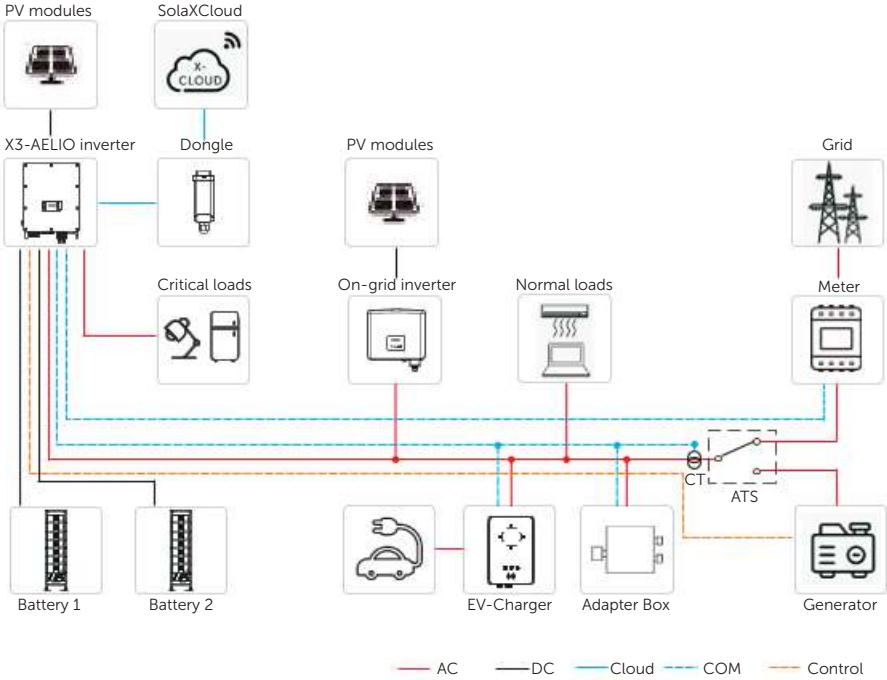 PV modules
SolaXCloud
X-
CLOUD
X3-AELIO inverter
Dongle
PV modules
Grid
Critical loads
On-grid inverter
Normal loads
Meter
CT
ATS
Battery 1
Battery 2
EV-Charger
Adapter Box
Generator
AC
DC
Cloud
COM
Control